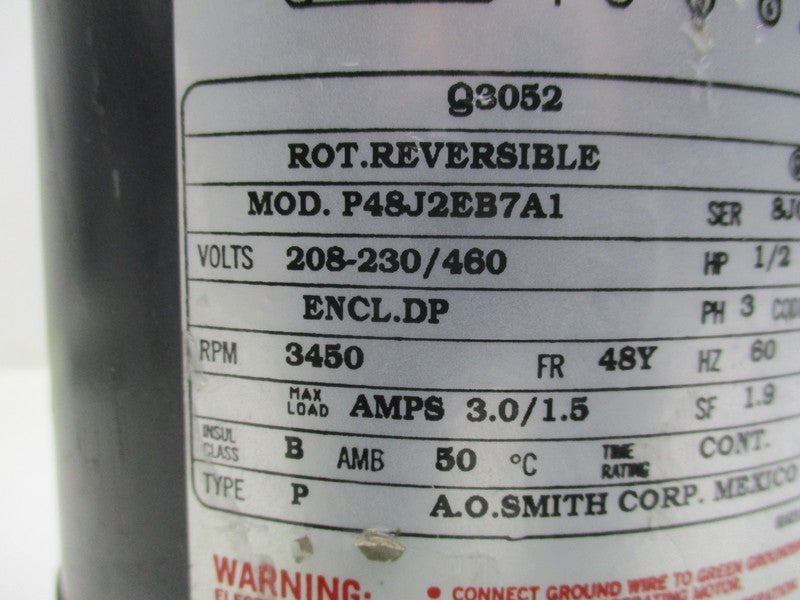 Q3052
ROT.REVERSIBLE
MOD. P48J2EB7A1 SER
VOLTS 208-230/460 HP 1/2
ENCL.DP PH 3
RPM 3450 FR 48Y HZ 60
MAX LOAD AMPS 3.0/1.5 SF 1.9
INSUL CLASS B AMB 50 °C TIME RATING CONT.
TYPE P A.O.SMITH CORP. MEXICO
WARNING: • CONNECT GROUND WIRE TO GREEN
MOTOR.